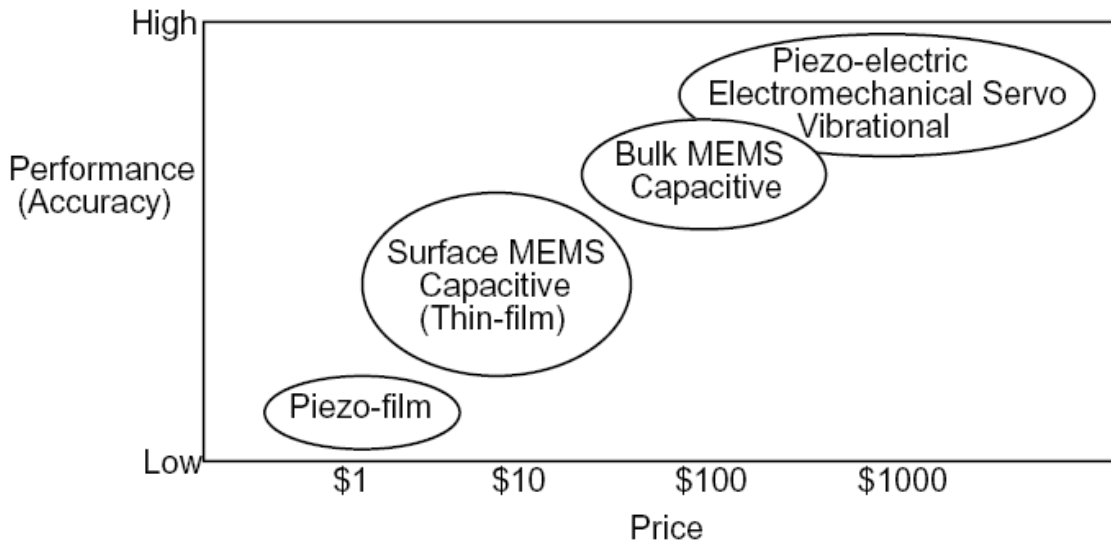 High
Piezo-electric
Electromechanical Servo
Vibrational
Bulk MEMS
Capacitive
Performance
(Accuracy)
Surface MEMS
Capacitive
(Thin-film)
Piezo-film
Low
$1
$10
$100
$1000
Price